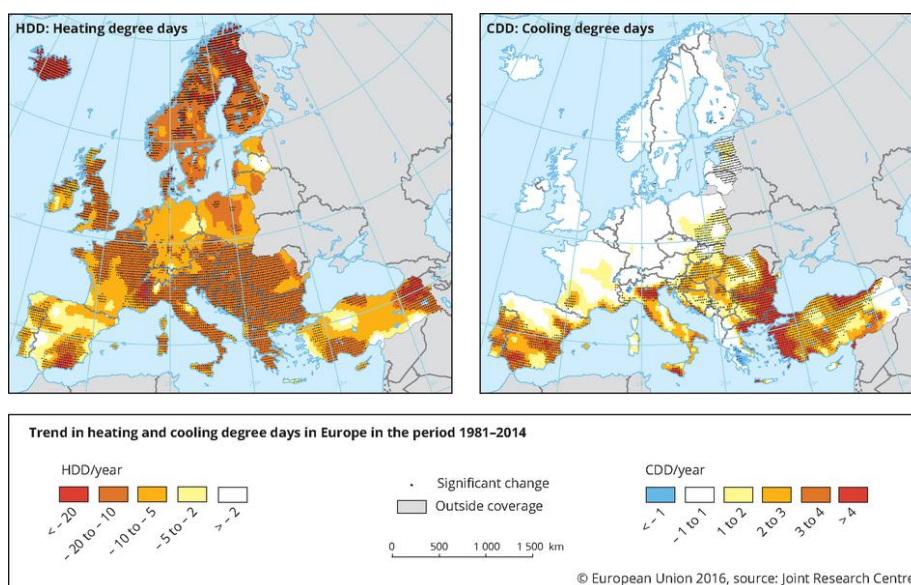 HDD: Heating degree days
CDD: Cooling degree days
Trend in heating and cooling degree days in Europe in the period 1981–2014
HDD/year
< – 20
– 20 to – 10
– 10 to – 5
– 5 to – 2
> – 2
Significant change
Outside coverage
0 500 1 000 1 500 km
CDD/year
< – 1
– 1 to 1
1 to 2
2 to 3
3 to 4
> 4
© European Union 2016, source: Joint Research Centre